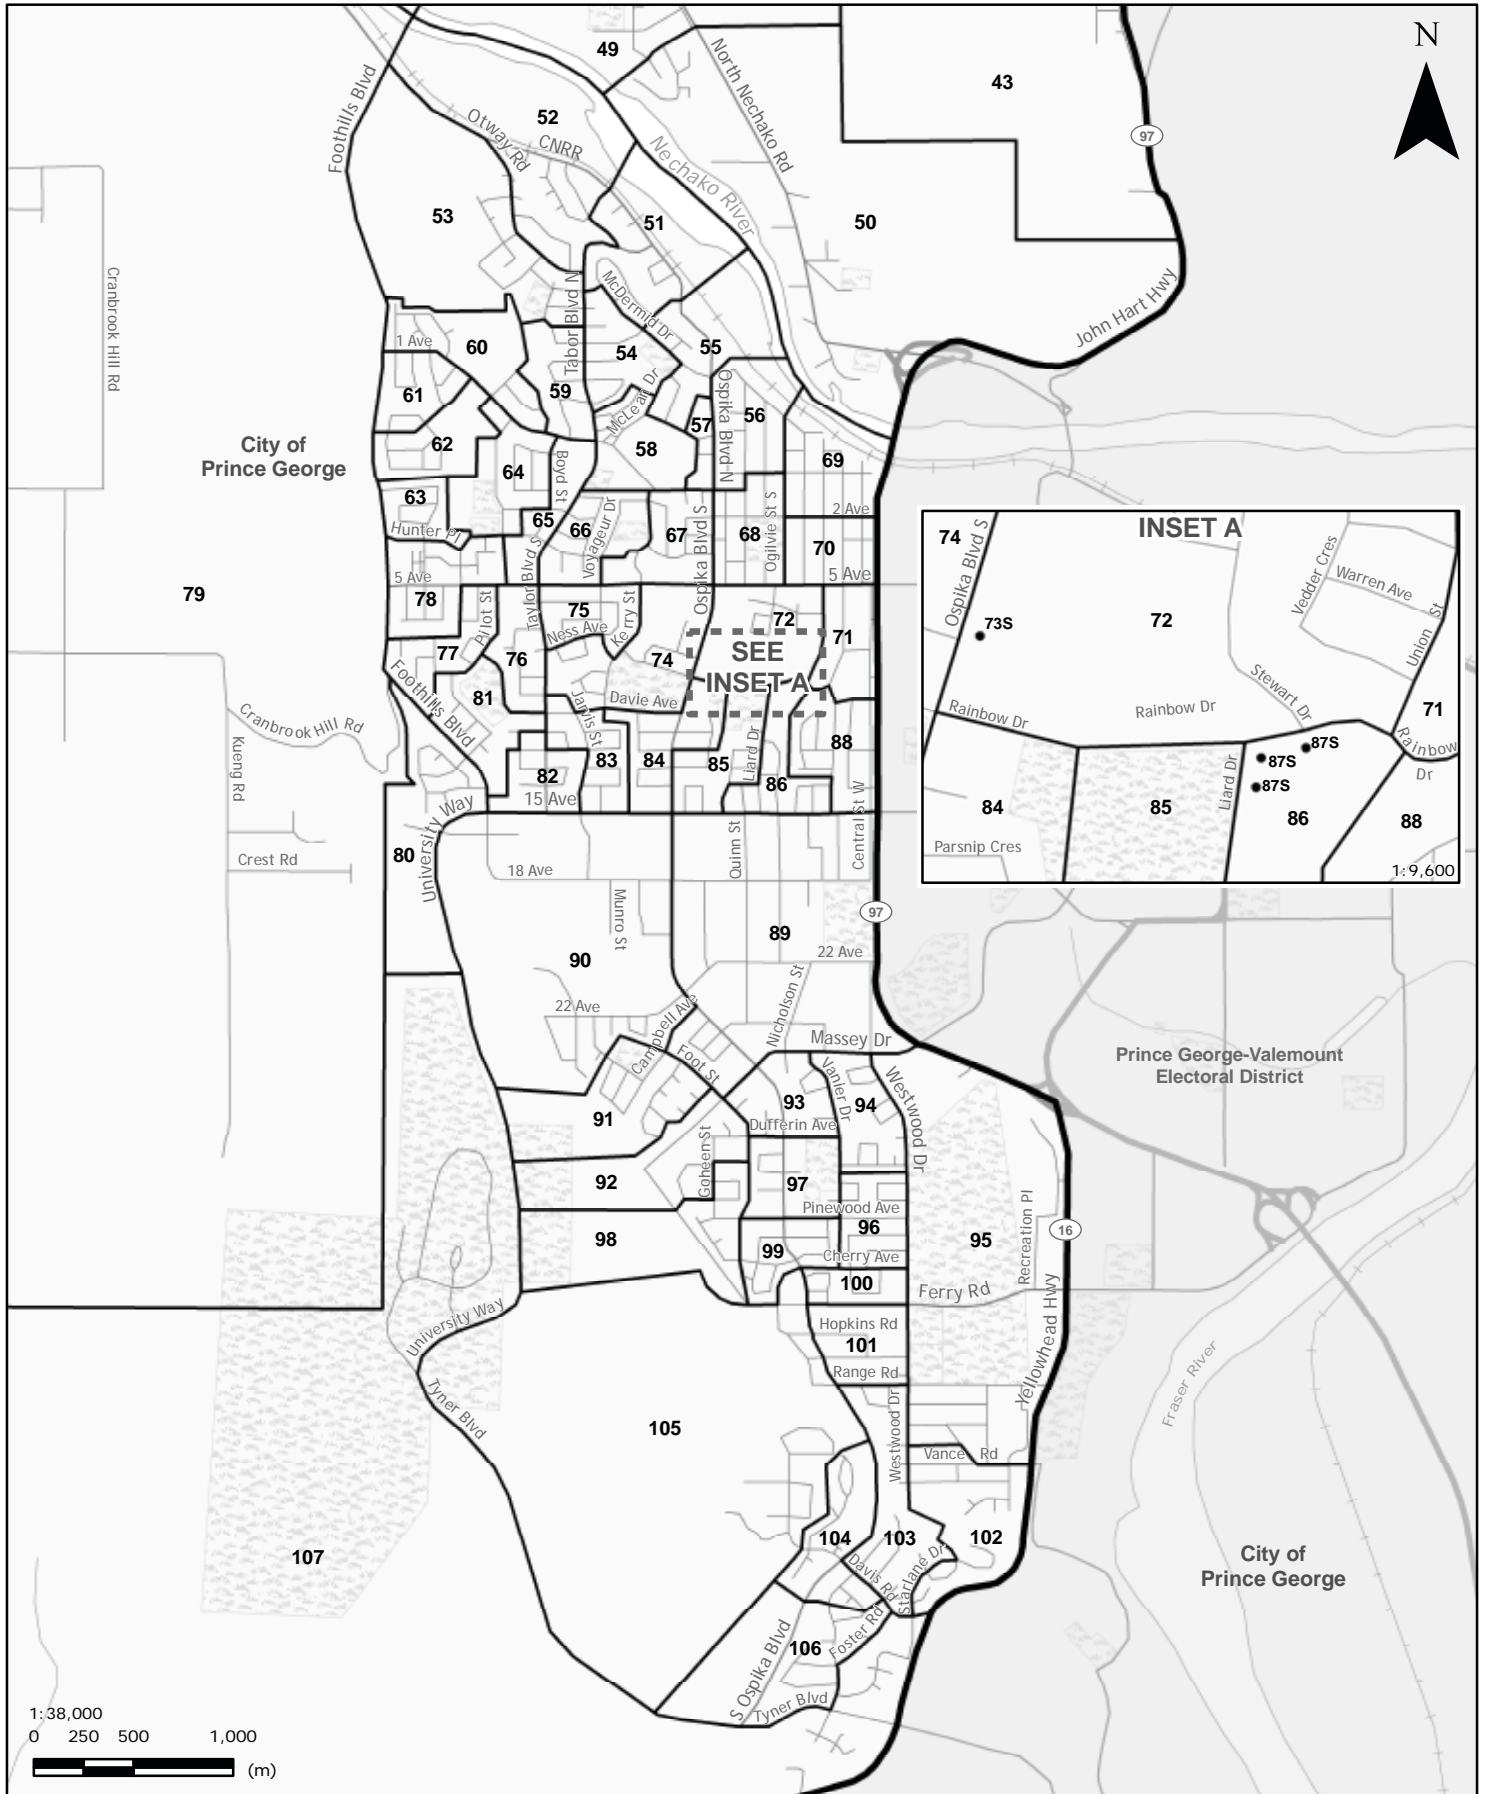 N
49
43
97
52
Foothills Blvd
Otway Rd
CNRR
North Nechako Rd
Nechako River
53
51
50
John Hart Hwy
Cranbrook Hill Rd
Tabor Blvd N
McDermid Dr
1 Ave
60
54
55
61
59
McLean Dr
Ospika Blvd N
56
57
City of
Prince George
62
58
64
Boyd St
69
63
65
66
Voyageur Dr
67
Ospika Blvd S
68
Ogilvie St S
2 Ave
Hunter Pl
70
5 Ave
5 Ave
79
78
Pilot St
Taylor Blvd S
75
Ness Ave
Kerry St
72
71
77
76
74
SEE
INSET A
81
Davie Ave
Foothills Blvd
Jarvis St
Cranbrook Hill Rd
Kueng Rd
82
83
84
85
Liard Dr
86
88
15 Ave
University Way
Central St W
80
Crest Rd
18 Ave
Quinn St
Munro St
97
89
22 Ave
90
22 Ave
Campbell Ave
Nicholson St
Massey Dr
Foot St
Vanier Dr
Westwood Dr
91
93
94
Dufferin Ave
Goheen St
92
97
Pinewood Ave
96
98
99
Cherry Ave
95
Recreation Pl
16
100
Ferry Rd
Yellowhead Hwy
University Way
Hopkins Rd
101
Range Rd
Tyner Blvd
105
Westwood Dr
Vance Rd
104
103
102
Davis Rd
Starlane Dr
107
106
Foster Rd
S Ospika Blvd
Tyner Blvd
Prince George-Valemount
Electoral District
Fraser River
City of
Prince George
INSET A
74
Ospika Blvd S
73S
72
Vedder Cres
Warren Ave
Union St
Stewart Dr
Rainbow Dr
Rainbow Dr
71
Rainbow
Dr
87S
87S
87S
84
85
Liard Dr
86
88
Parsnip Cres
1:9,600
1:38,000
0 250 500 1,000
(m)